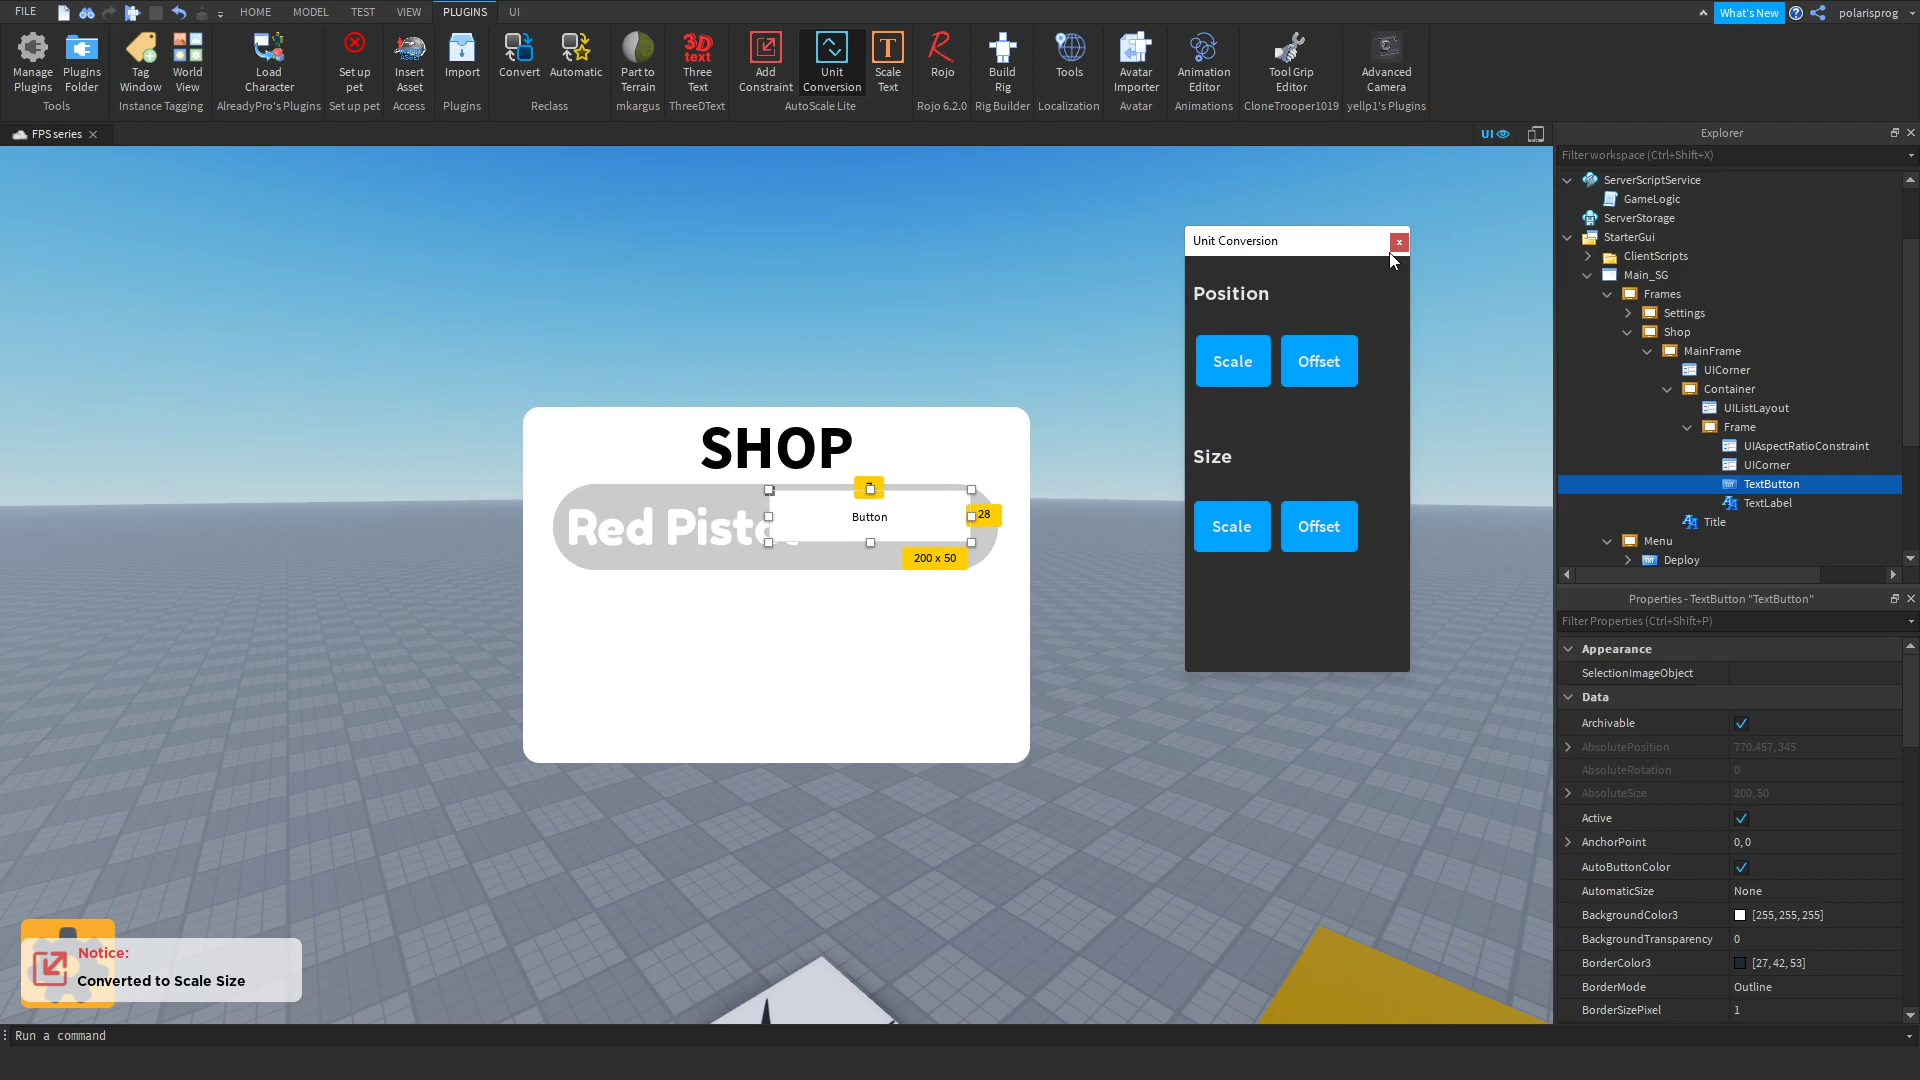 FILE
HOME
MODEL
TEST
VIEW
PLUGINS
UI
What's New
polarisprog
Manage Plugins
Plugins Folder
Tag Window
World View
Load Character
Set up pet
Insert Asset
Import
Convert
Automatic
Part to Terrain
Three Text
Add Constraint
Unit Conversion
Scale Text
Rojo
Build Rig
Tools
Avatar Importer
Animation Editor
Tool Grip Editor
Advanced Camera
Tools
Instance Tagging
AlreadyPro's Plugins
Set up pet
Access
Plugins
Reclass
mkargus
ThreeDText
AutoScale Lite
Rojo 6.2.0
Rig Builder
Localization
Avatar
Animations
CloneTrooper1019
yellp1's Plugins
FPS series
UI
Explorer
Filter workspace (Ctrl+Shift+X)
ServerScriptService
GameLogic
ServerStorage
StarterGui
ClientScripts
Main_SG
Frames
Settings
Shop
MainFrame
UICorner
Container
UIListLayout
Frame
UIAspectRatioConstraint
UICorner
TextButton
TextLabel
Title
Menu
Deploy
Unit Conversion
Position
Scale
Offset
Size
Scale
Offset
SHOP
Red Pisto
Button
28
200 x 50
Notice:
Converted to Scale Size
Properties - TextButton "TextButton"
Filter Properties (Ctrl+Shift+P)
Appearance
SelectionImageObject
Data
Archivable
AbsolutePosition 770.457, 345
AbsoluteRotation 0
AbsoluteSize 200, 50
Active
AnchorPoint 0, 0
AutoButtonColor
AutomaticSize None
BackgroundColor3 [255, 255, 255]
BackgroundTransparency 0
BorderColor3 [27, 42, 53]
BorderMode Outline
BorderSizePixel 1
Run a command